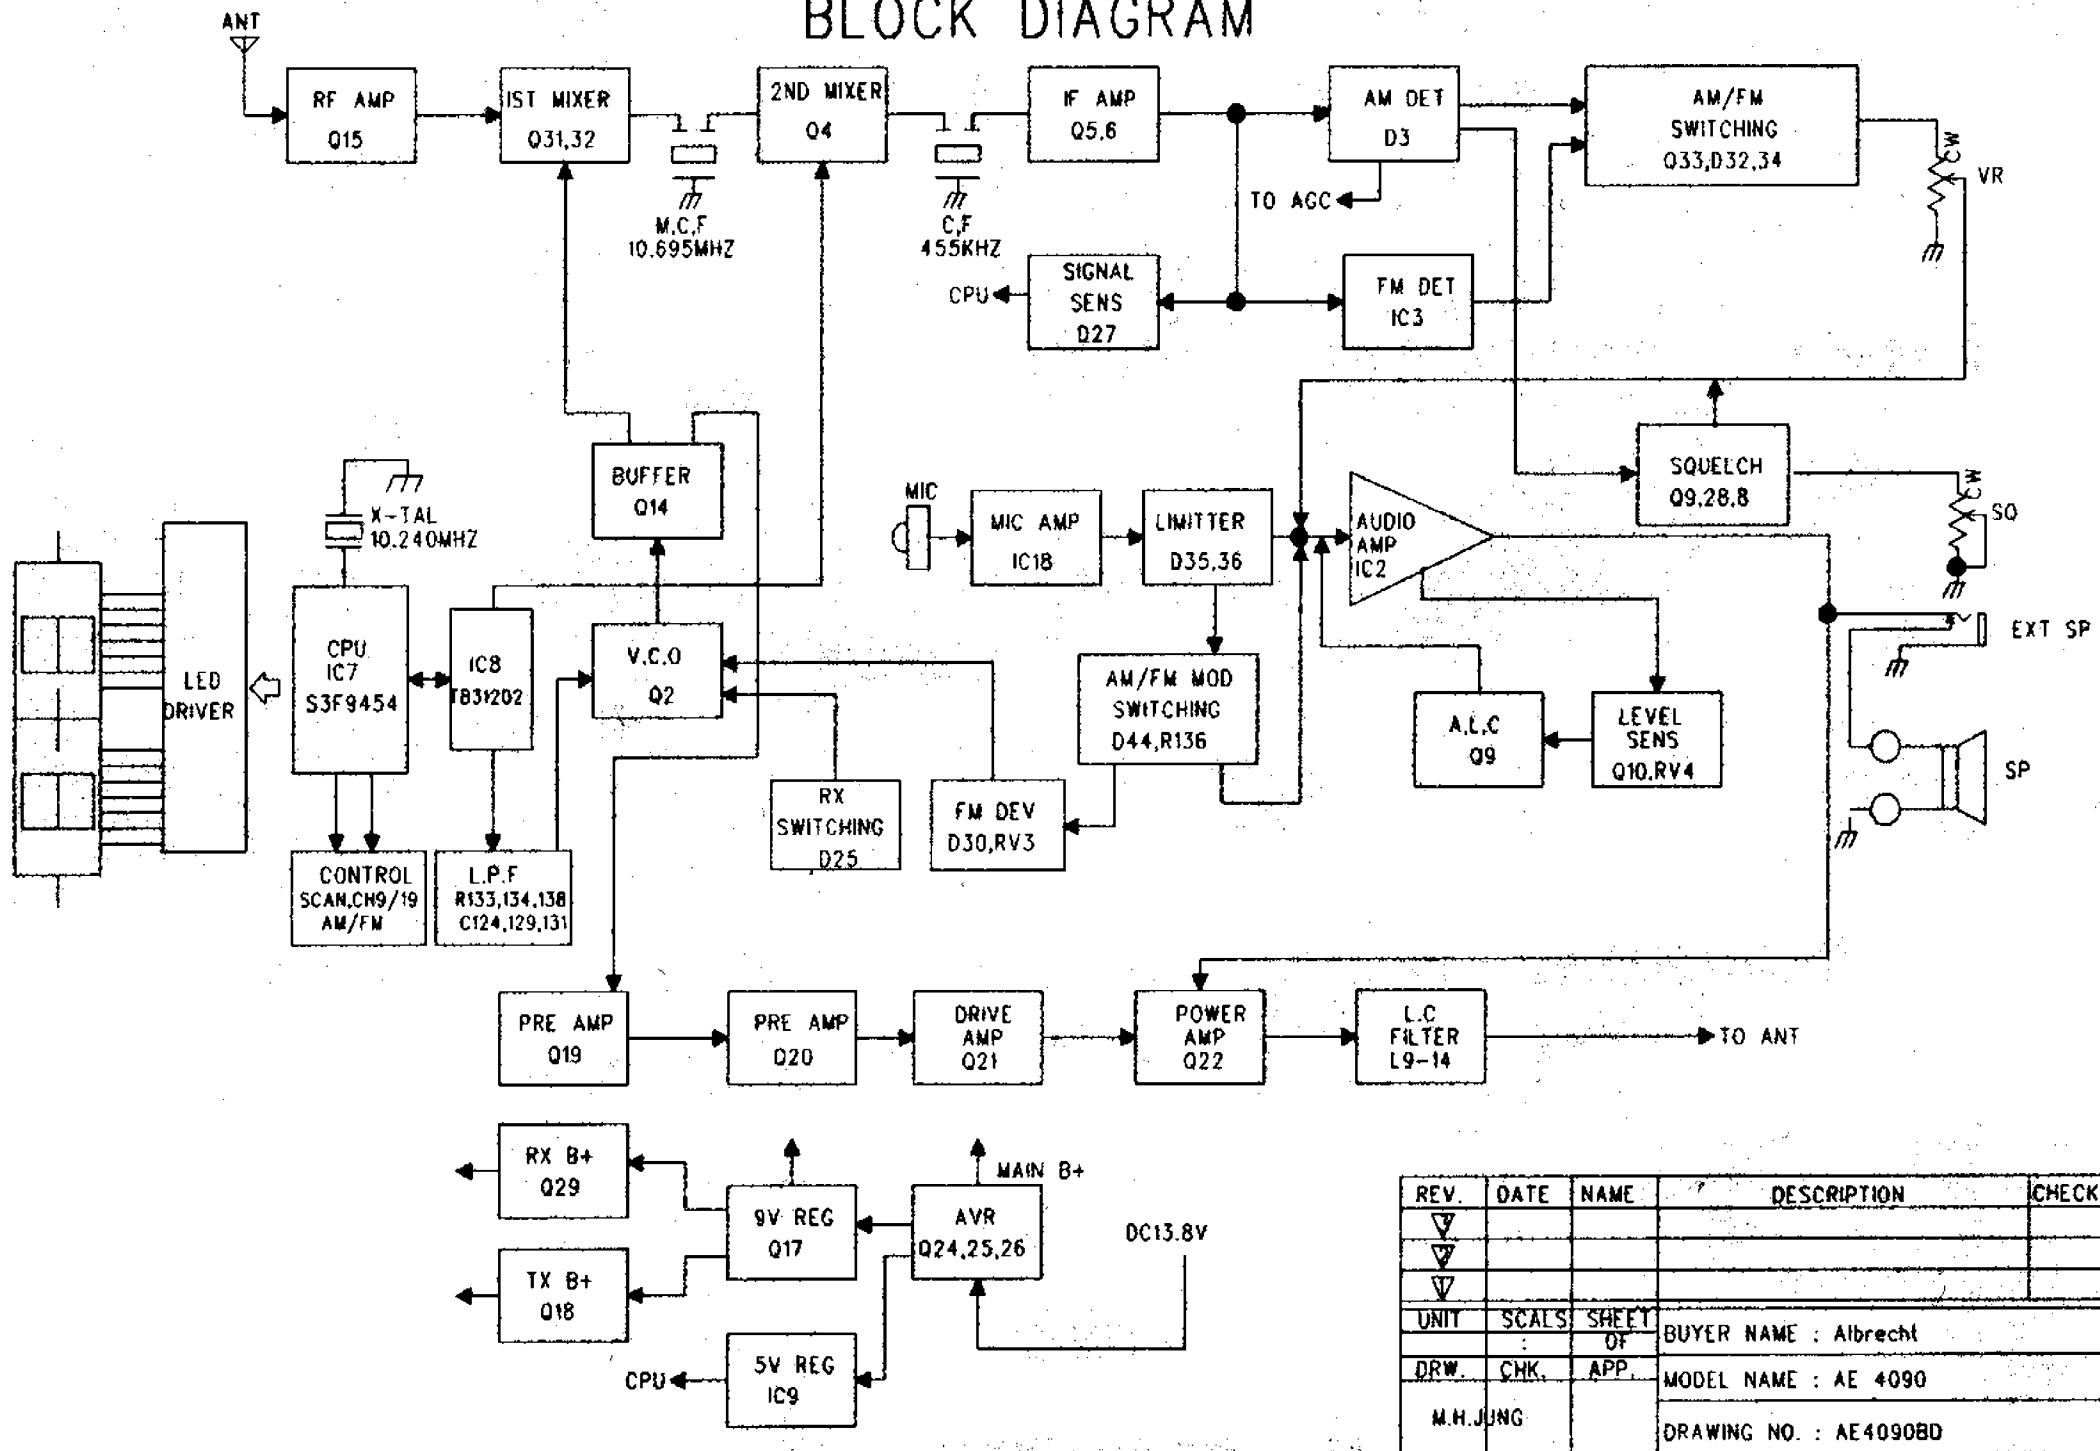 BLOCK DIAGRAM
ANT
RF AMP
Q15
IST MIXER
Q31,32
M.C.F
10.695MHZ
2ND MIXER
Q4
C.F
455KHZ
IF AMP
Q5,6
AM DET
D3
TO AGC
AM/FM
SWITCHING
Q33,D32,34
CW
VR
CPU
SIGNAL
SENS
D27
FM DET
IC3
SQUELCH
Q9,28,8
CW
SQ
BUFFER
Q14
X-TAL
10.240MHZ
MIC
MIC AMP
IC18
LIMITTER
D35,36
AUDIO
AMP
IC2
EXT SP
LED
DRIVER
CPU
IC7
S3F9454
IC8
TB31202
V.C.O
Q2
AM/FM MOD
SWITCHING
D44,R136
A.L.C
Q9
LEVEL
SENS
Q10,RV4
SP
RX
SWITCHING
D25
FM DEV
D30,RV3
CONTROL
SCAN,CH9/19
AM/FM
L.P.F
R133,134,138
C124,129,131
PRE AMP
Q19
PRE AMP
Q20
DRIVE
AMP
Q21
POWER
AMP
Q22
L.C
FILTER
L9-14
TO ANT
RX B+
Q29
TX B+
Q18
9V REG
Q17
MAIN B+
AVR
Q24,25,26
DC13.8V
CPU
5V REG
IC9
REV. DATE NAME DESCRIPTION CHECK
3
2
1
UNIT SCALS SHEET
: OF
BUYER NAME : Albrecht
DRW. CHK. APP.
MODEL NAME : AE 4090
M.H.JUNG
DRAWING NO. : AE4090BD